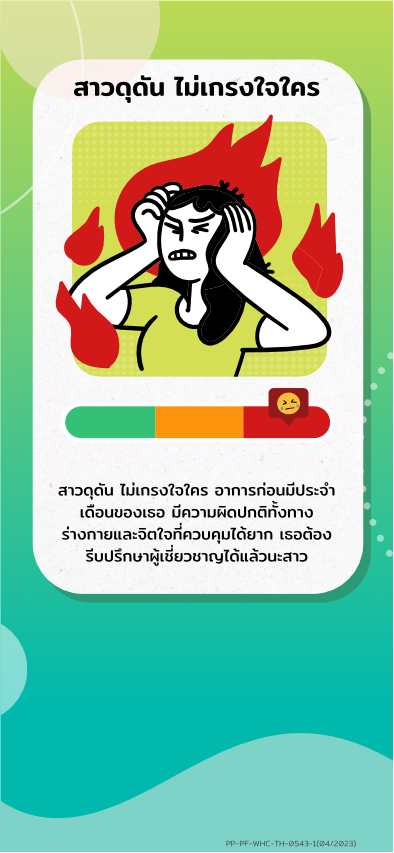 สาวดุดัน ไม่เกรงใจใคร
สาวดุดัน ไม่เกรงใจใคร อาการก่อนมีประจำ
เดือนของเธอ มีความผิดปกติทั้งทาง
ร่างกายและจิตใจที่ควบคุมได้ยาก เธอต้อง
รีบปรึกษาผู้เชี่ยวชาญได้แล้วนะสาว
PP-PF-WHC-TH-0543-1(04/2023)